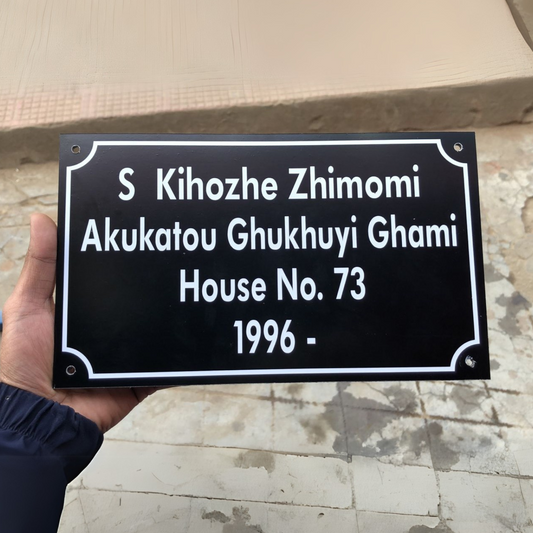 S Kihozhe Zhimomi
Akukatou Ghukhuyi Ghami
House No. 73
1996 -